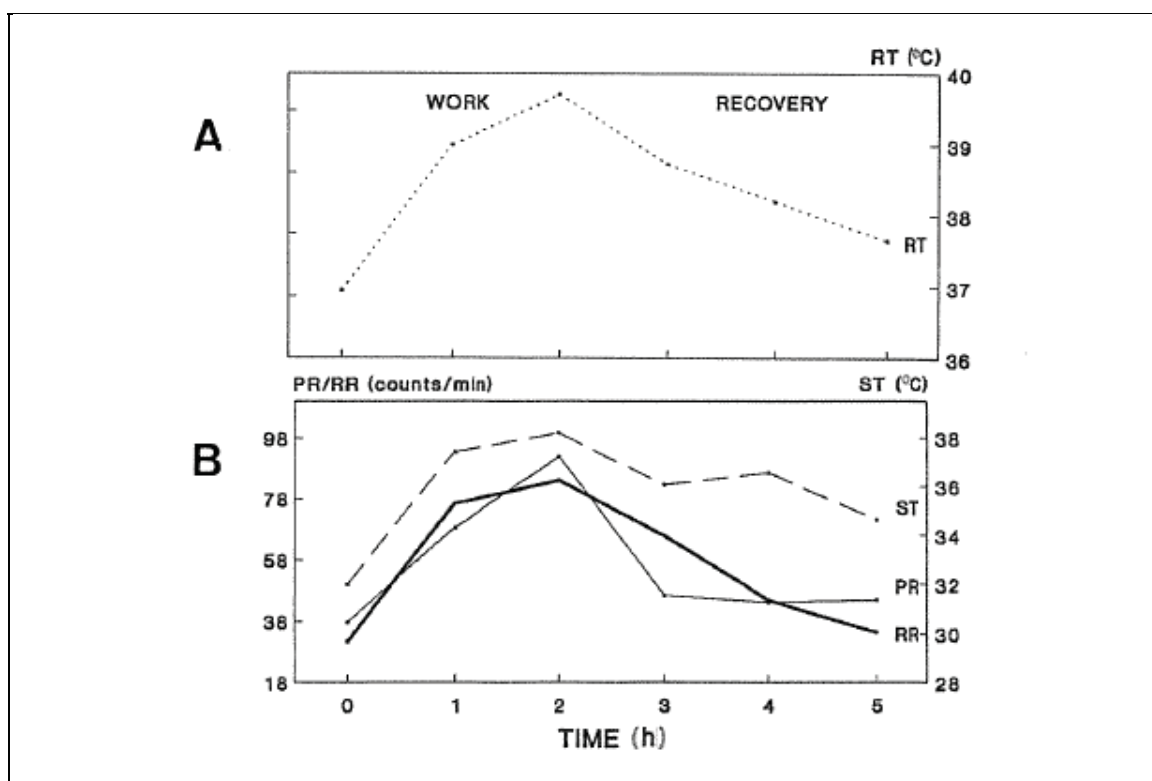 RT (°C)
A
WORK
RECOVERY
40
39
38
37
36
RT
PR/RR (counts/min)
ST (°C)
B
98
78
58
38
18
38
36
34
32
30
28
ST
PR
RR
0 1 2 3 4 5
TIME (h)